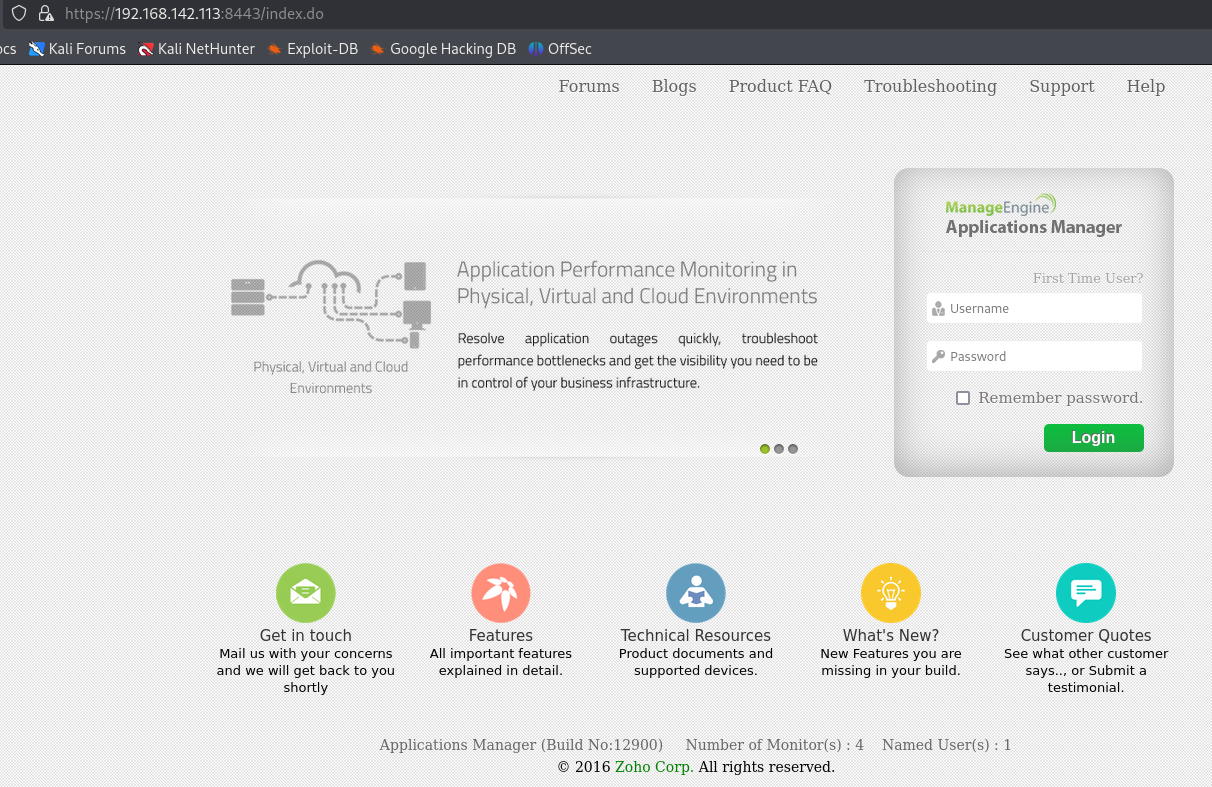 https://192.168.142.113:8443/index.do
ocs Kali Forums Kali NetHunter Exploit-DB Google Hacking DB OffSec
Forums Blogs Product FAQ Troubleshooting Support Help
ManageEngine
Applications Manager
First Time User?
Username
Password
Remember password.
Login
Application Performance Monitoring in
Physical, Virtual and Cloud Environments
Resolve application outages quickly, troubleshoot
performance bottlenecks and get the visibility you need to be
in control of your business infrastructure.
Physical, Virtual and Cloud
Environments
Get in touch
Mail us with your concerns
and we will get back to you
shortly
Features
All important features
explained in detail.
Technical Resources
Product documents and
supported devices.
What's New?
New Features you are
missing in your build.
Customer Quotes
See what other customer
says.., or Submit a
testimonial.
Applications Manager (Build No:12900) Number of Monitor(s) : 4 Named User(s) : 1
© 2016 Zoho Corp. All rights reserved.